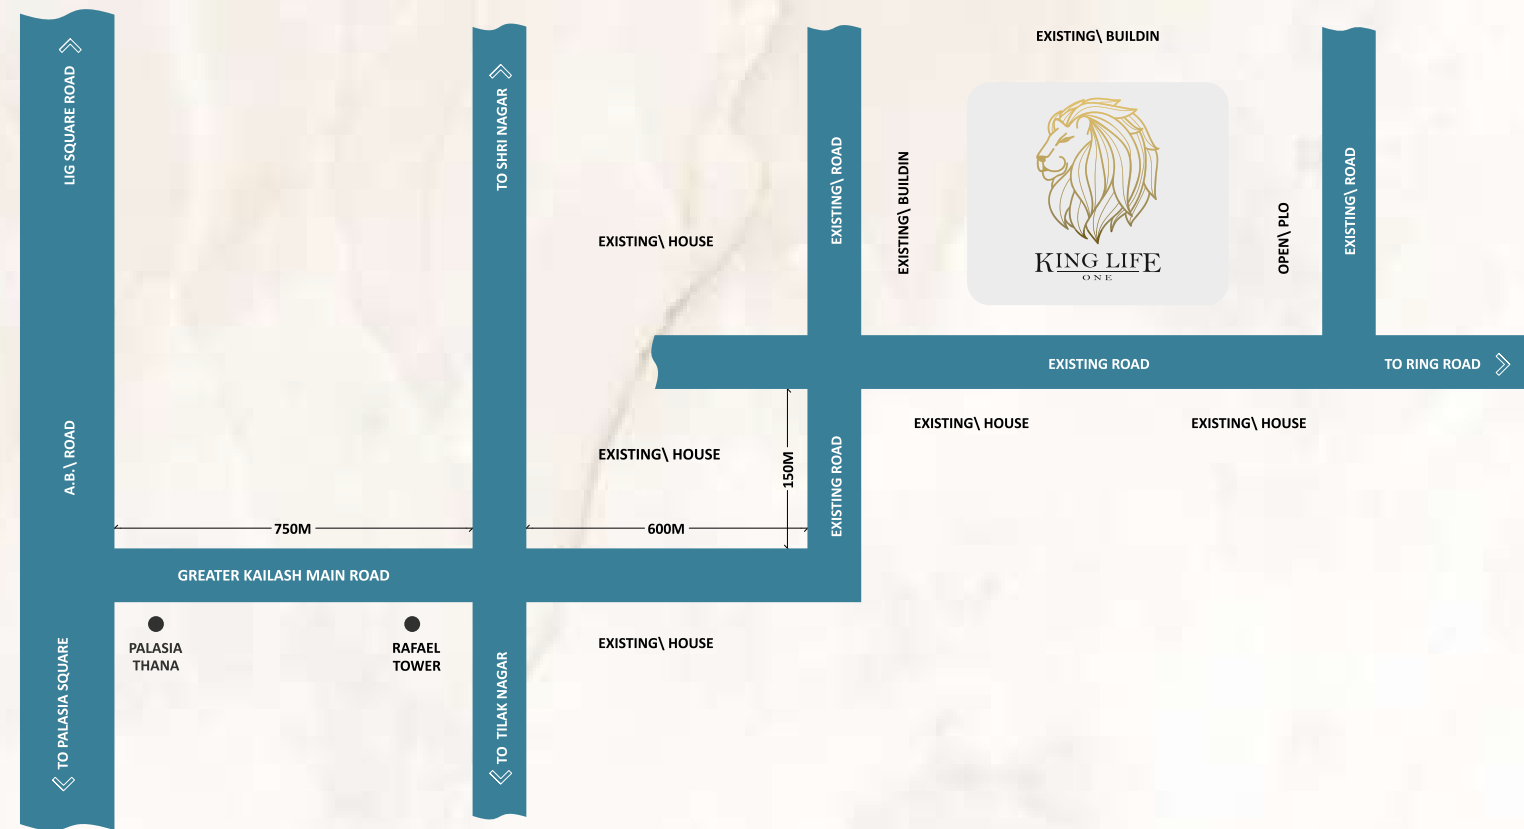 EXISTING\ BUILDIN
LIG SQUARE ROAD
TO SHRI NAGAR
EXISTING\ ROAD
EXISTING\ BUILDIN
KING LIFE
ONE
OPEN\ PLO
EXISTING\ ROAD
EXISTING\ HOUSE
EXISTING ROAD
TO RING ROAD
EXISTING\ HOUSE
EXISTING\ HOUSE
A.B.\ ROAD
EXISTING\ HOUSE
150M
EXISTING ROAD
750M
600M
GREATER KAILASH MAIN ROAD
PALASIA
THANA
RAFAEL
TOWER
EXISTING\ HOUSE
TO PALASIA SQUARE
TO TILAK NAGAR